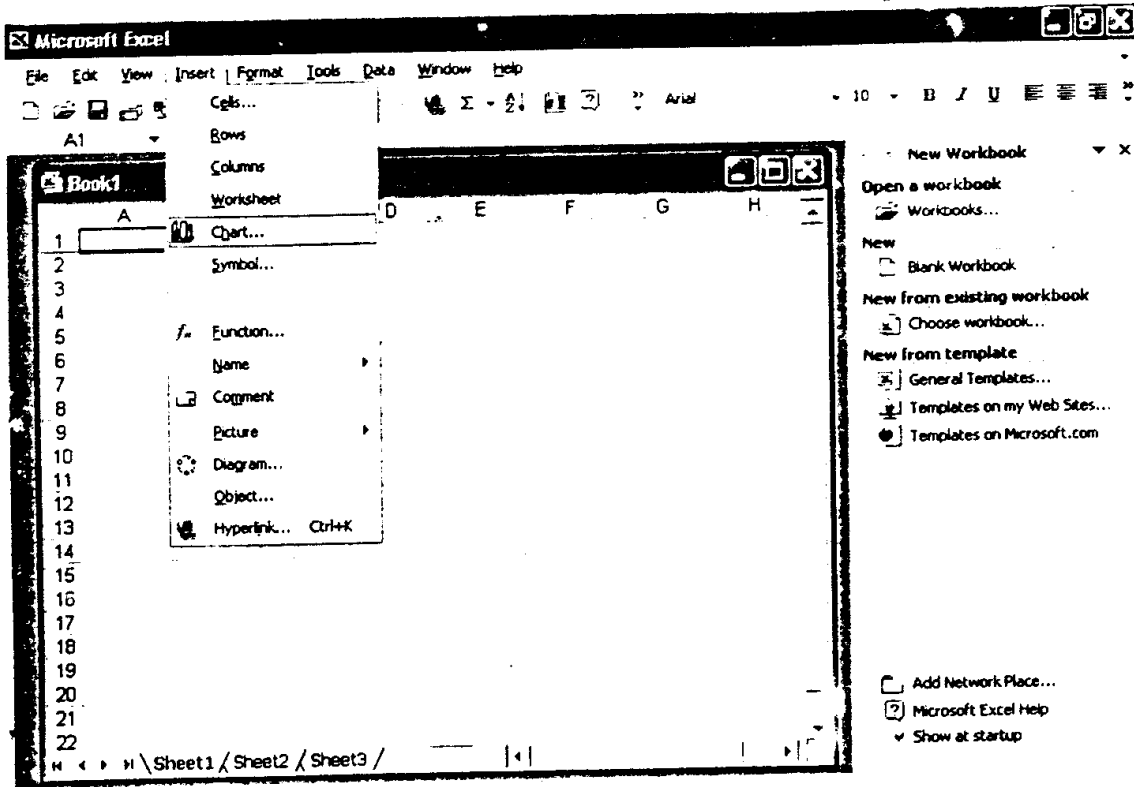 Microsoft Excel
File Edit View Insert Format Tools Data Window Help
Arial 10 B I U
A1
Cells...
Rows
Columns
Worksheet
Chart...
Symbol...
Function...
Name
Comment
Picture
Diagram...
Object...
Hyperlink... Ctrl+K
Book1
A D E F G H
1
2
3
4
5
6
7
8
9
10
11
12
13
14
15
16
17
18
19
20
21
22
Sheet1 Sheet2 Sheet3
New Workbook
Open a workbook
Workbooks...
New
Blank Workbook
New from existing workbook
Choose workbook...
New from template
General Templates...
Templates on my Web Sites...
Templates on Microsoft.com
Add Network Place...
Microsoft Excel Help
Show at startup